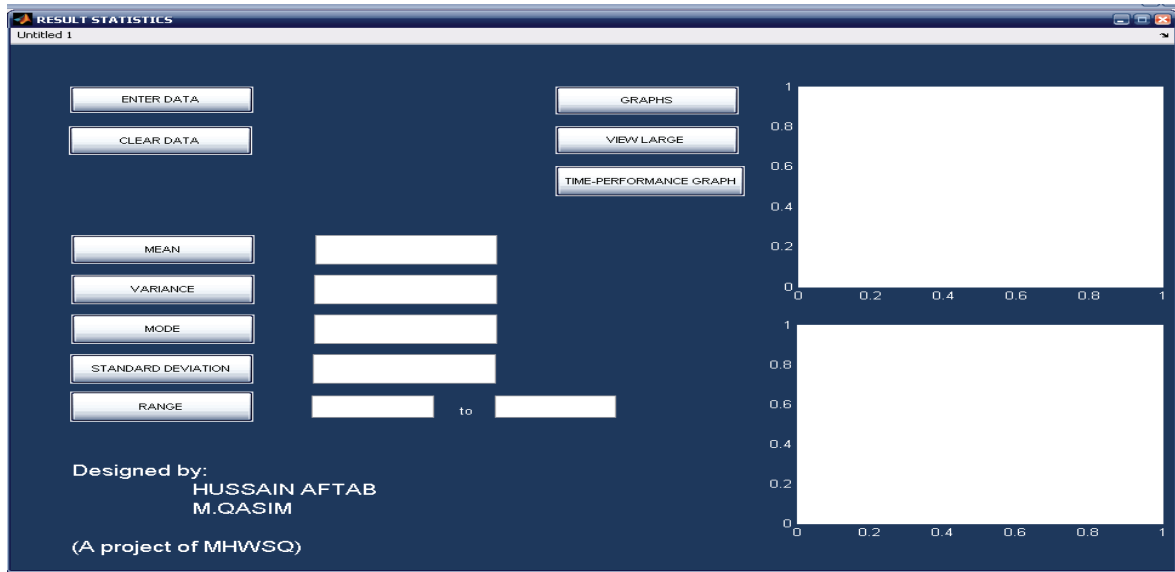 RESULT STATISTICS
Untitled 1
ENTER DATA
CLEAR DATA
GRAPHS
VIEW LARGE
TIME-PERFORMANCE GRAPH
MEAN
VARIANCE
MODE
STANDARD DEVIATION
RANGE
to
Designed by:
HUSSAIN AFTAB
M.QASIM
(A project of MHWSQ)
1
0.8
0.6
0.4
0.2
0
0 0.2 0.4 0.6 0.8 1
1
0.8
0.6
0.4
0.2
0
0 0.2 0.4 0.6 0.8 1